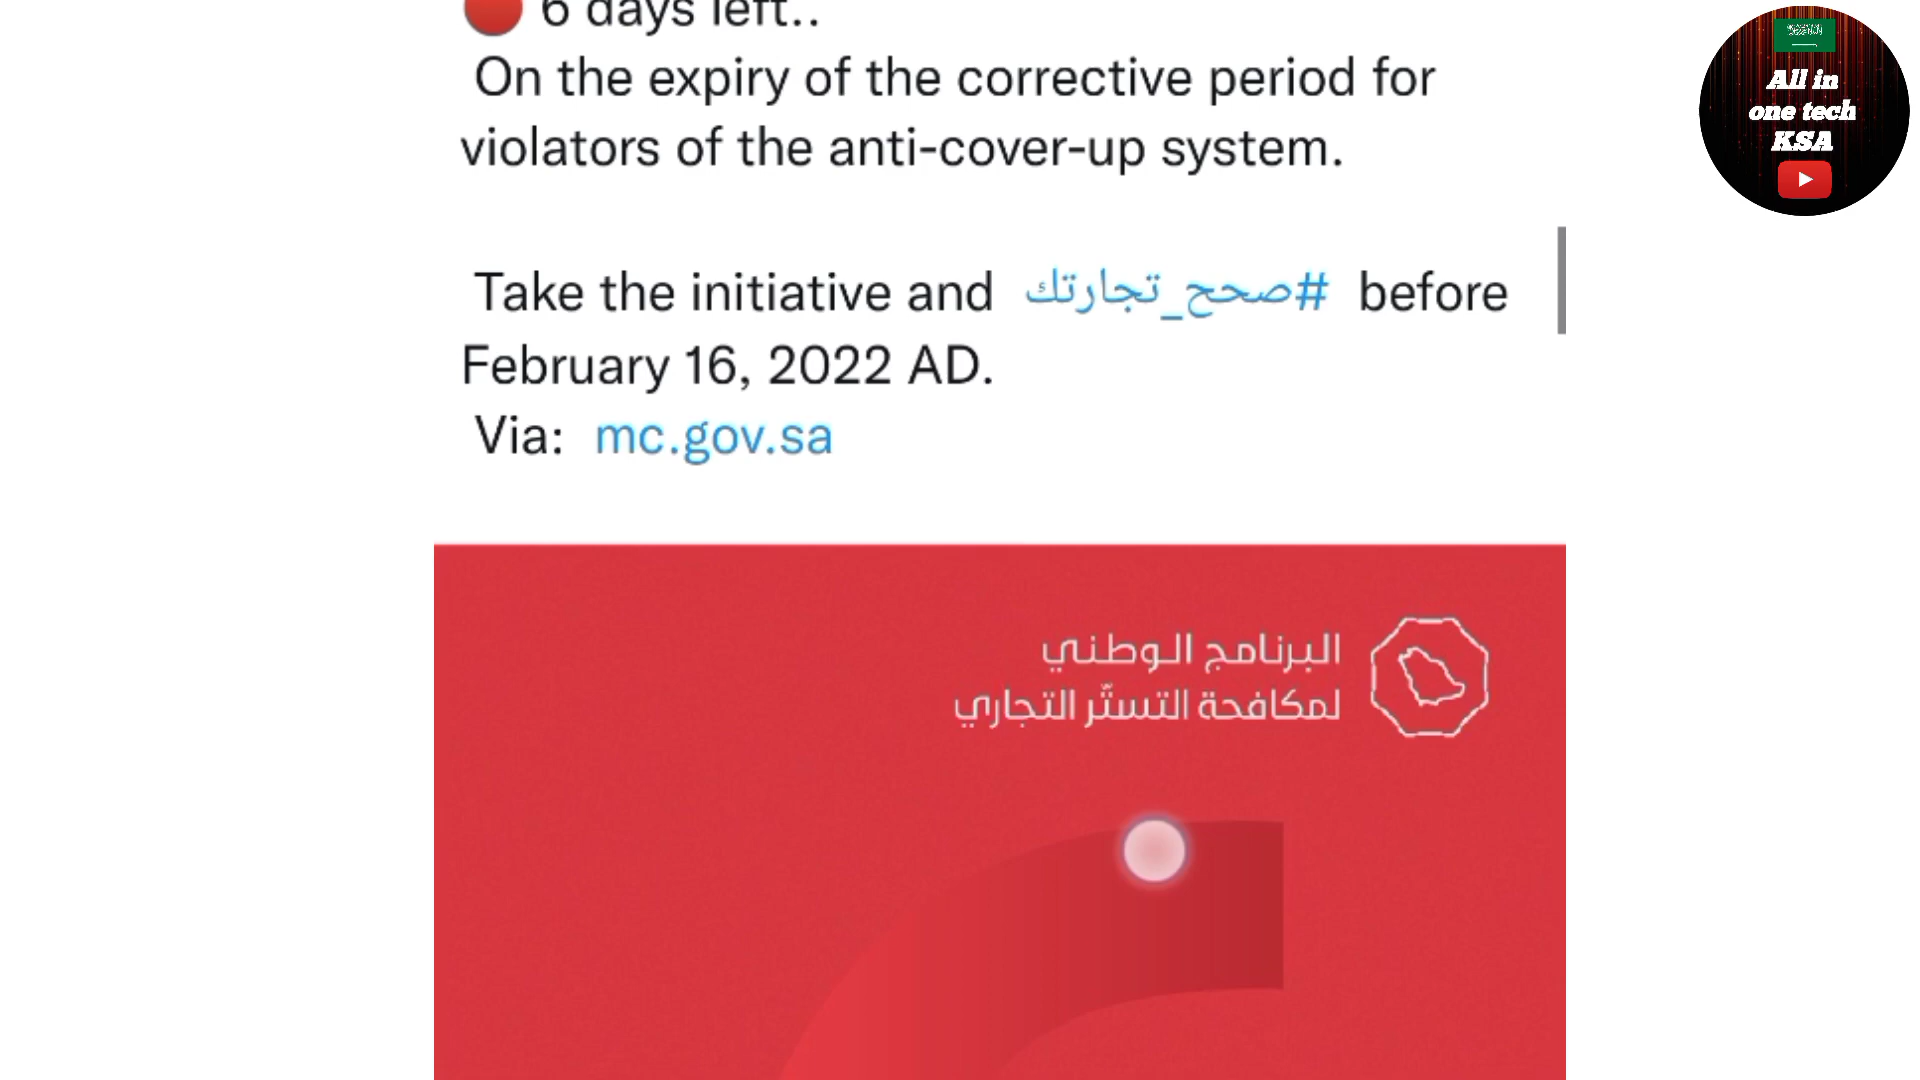 6 days left..
On the expiry of the corrective period for
violators of the anti-cover-up system.
Take the initiative and #صحح_تجارتك before
February 16, 2022 AD.
Via: mc.gov.sa
البرنامج الوطني
لمكافحة التستّر التجاري
All in
one tech
KSA